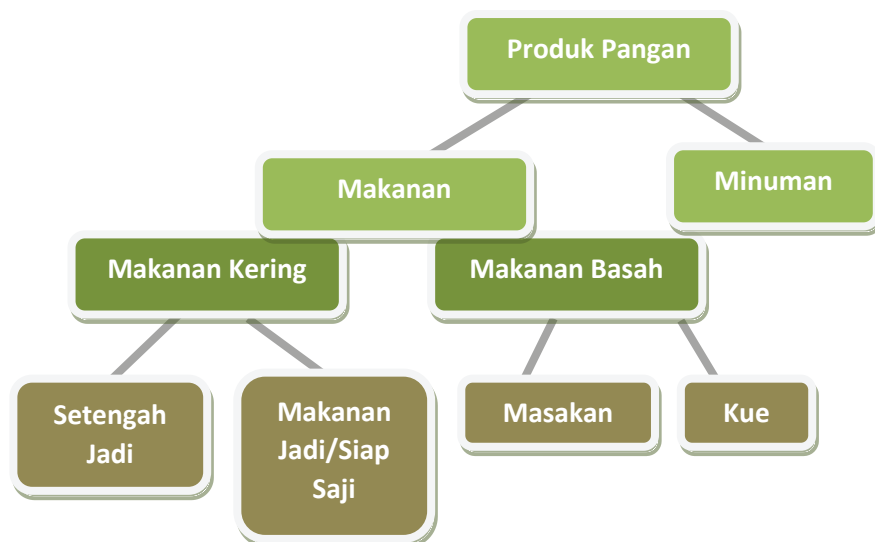 Produk Pangan
Makanan
Minuman
Makanan Kering
Makanan Basah
Setengah
Jadi
Makanan
Jadi/Siap
Saji
Masakan
Kue